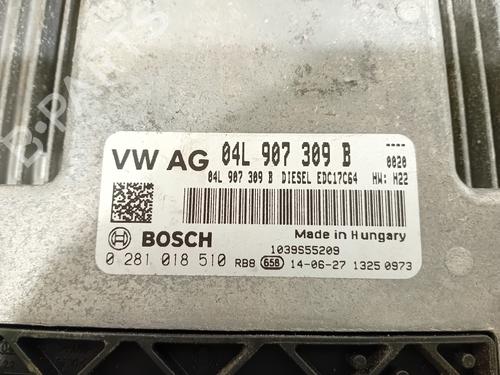 B-PARTS
VW AG 04L 907 309 B ----
0020
04L 907 309 B DIESEL EDC17C64 HW: H22
Made in Hungary
BOSCH 1039S55209
0 281 018 510 RB8 658 14-06-27 1325 0973